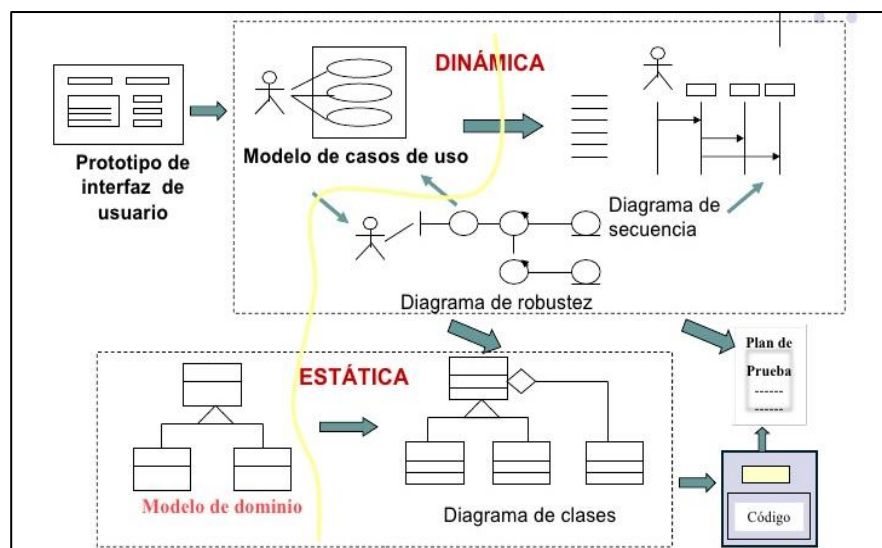 DINÁMICA
Prototipo de
interfaz de
usuario
Modelo de casos de uso
Diagrama de
secuencia
Diagrama de robustez
Plan de
Prueba
------
------
ESTÁTICA
Modelo de dominio
Diagrama de clases
Código